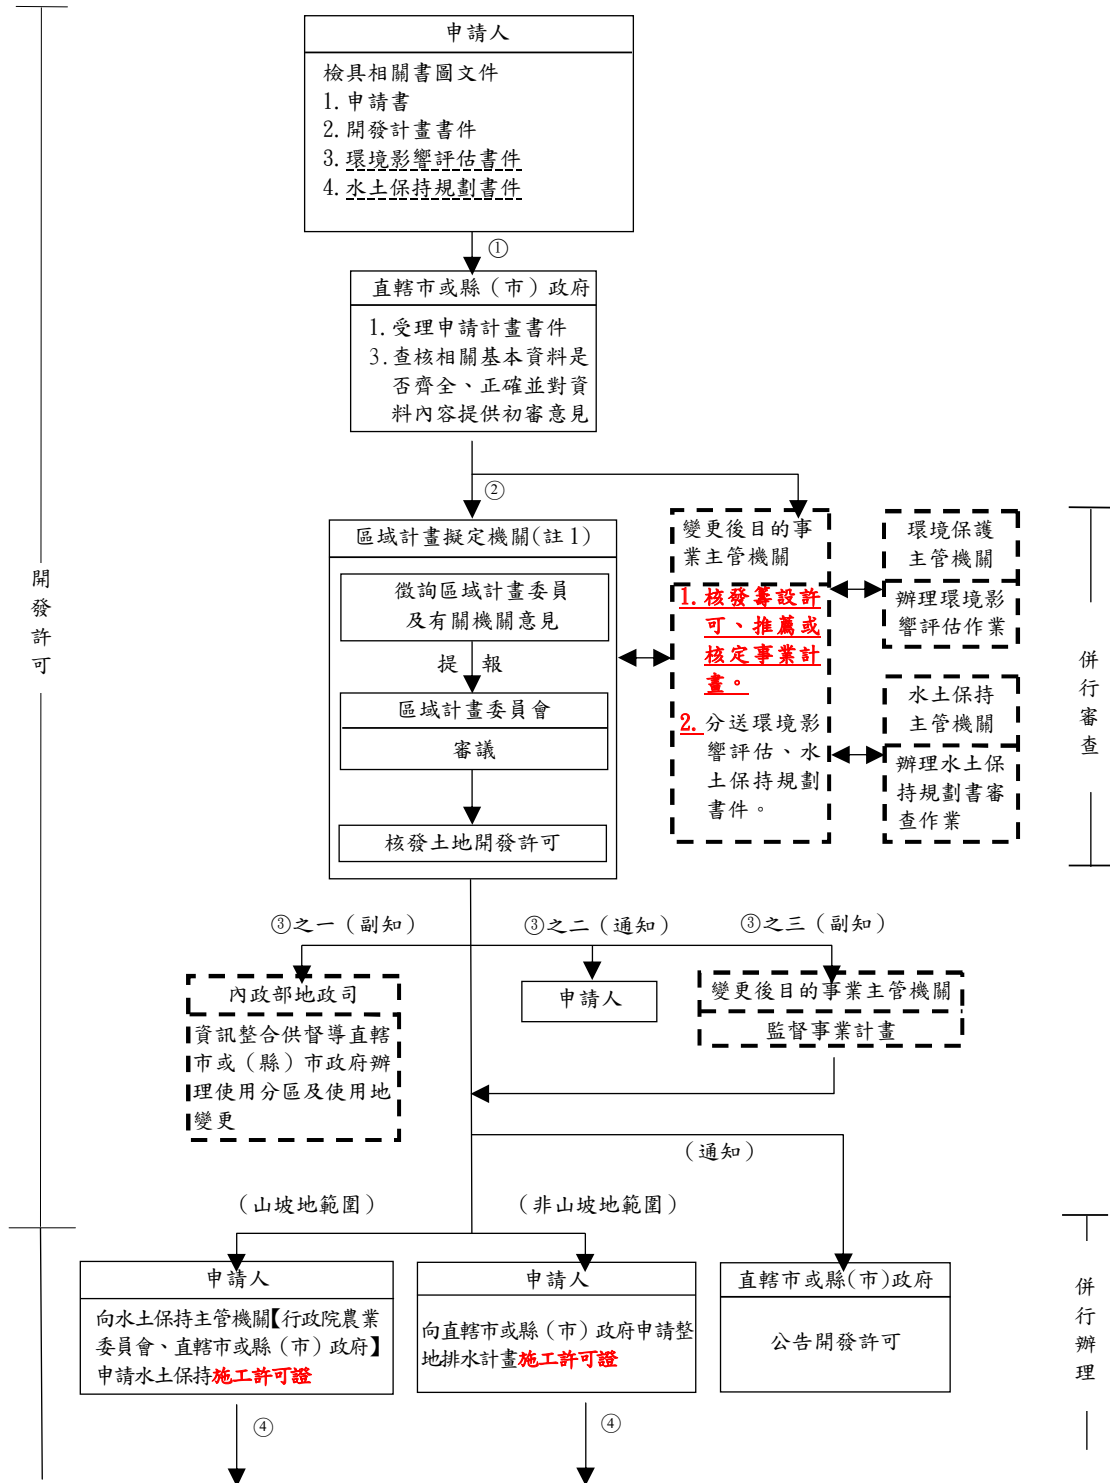 申請人
檢具相關書圖文件
1.申請書
2.開發計畫書件
3.環境影響評估書件
4.水土保持規劃書件
①
直轄市或縣（市）政府
1.受理申請計畫書件
3.查核相關基本資料是
否齊全、正確並對資
料內容提供初審意見
②
區域計畫擬定機關(註1)
徵詢區域計畫委員
及有關機關意見
提 報
區域計畫委員會
審議
核發土地開發許可
變更後目的事
業主管機關
1.核發籌設許
可、推薦或
核定事業計
畫。
2.分送環境影
響評估、水
土保持規劃
書件。
環境保護
主管機關
辦理環境影
響評估作業
水土保持
主管機關
辦理水土保
持規劃書審
查作業
開發許可
併行審查
③之一（副知）
③之二（通知）
③之三（副知）
內政部地政司
資訊整合供督導直轄
市或（縣）市政府辦
理使用分區及使用地
變更
申請人
變更後目的事業主管機關
監督事業計畫
（通知）
（山坡地範圍）
（非山坡地範圍）
申請人
向水土保持主管機關【行政院農業
委員會、直轄市或縣（市）政府】
申請水土保持施工許可證
申請人
向直轄市或縣（市）政府申請整
地排水計畫施工許可證
直轄市或縣(市)政府
公告開發許可
併行辦理
④
④